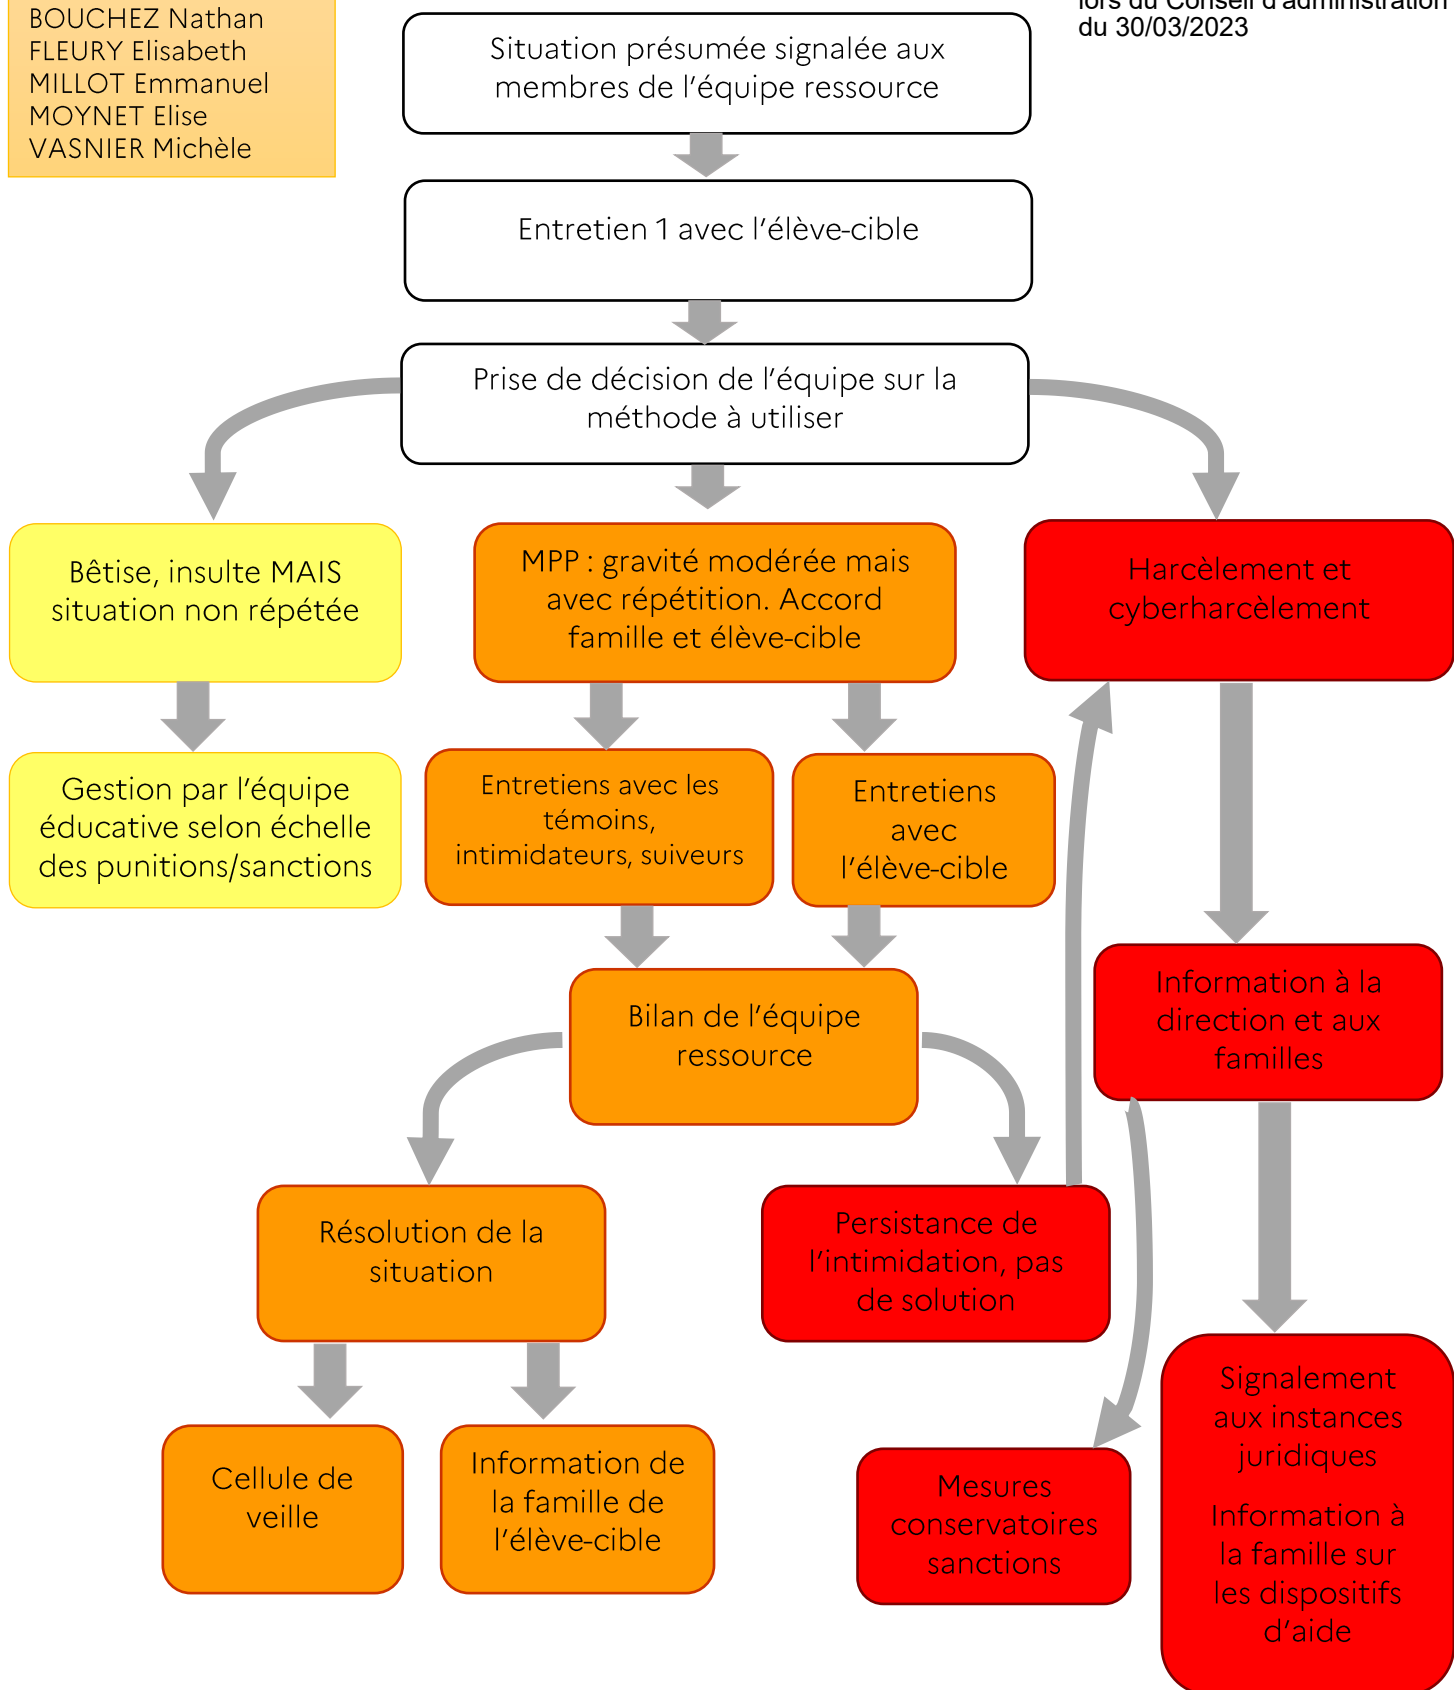 BOUCHEZ Nathan
FLEURY Elisabeth
MILLOT Emmanuel
MOYNET Elise
VASNIER Michèle
lors du Conseil d'administration
du 30/03/2023
Situation présumée signalée aux
membres de l'équipe ressource
Entretien 1 avec l'élève-cible
Prise de décision de l'équipe sur la
méthode à utiliser
Bêtise, insulte MAIS
situation non répétée
MPP : gravité modérée mais
avec répétition. Accord
famille et élève-cible
Harcèlement et
cyberharcèlement
Gestion par l'équipe
éducative selon échelle
des punitions/sanctions
Entretiens avec les
témoins,
intimidateurs, suiveurs
Entretiens
avec
l'élève-cible
Bilan de l'équipe
ressource
Information à la
direction et aux
familles
Résolution de la
situation
Persistance de
l'intimidation, pas
de solution
Cellule de
veille
Information de
la famille de
l'élève-cible
Mesures
conservatoires
sanctions
Signalement
aux instances
juridiques
Information à
la famille sur
les dispositifs
d'aide